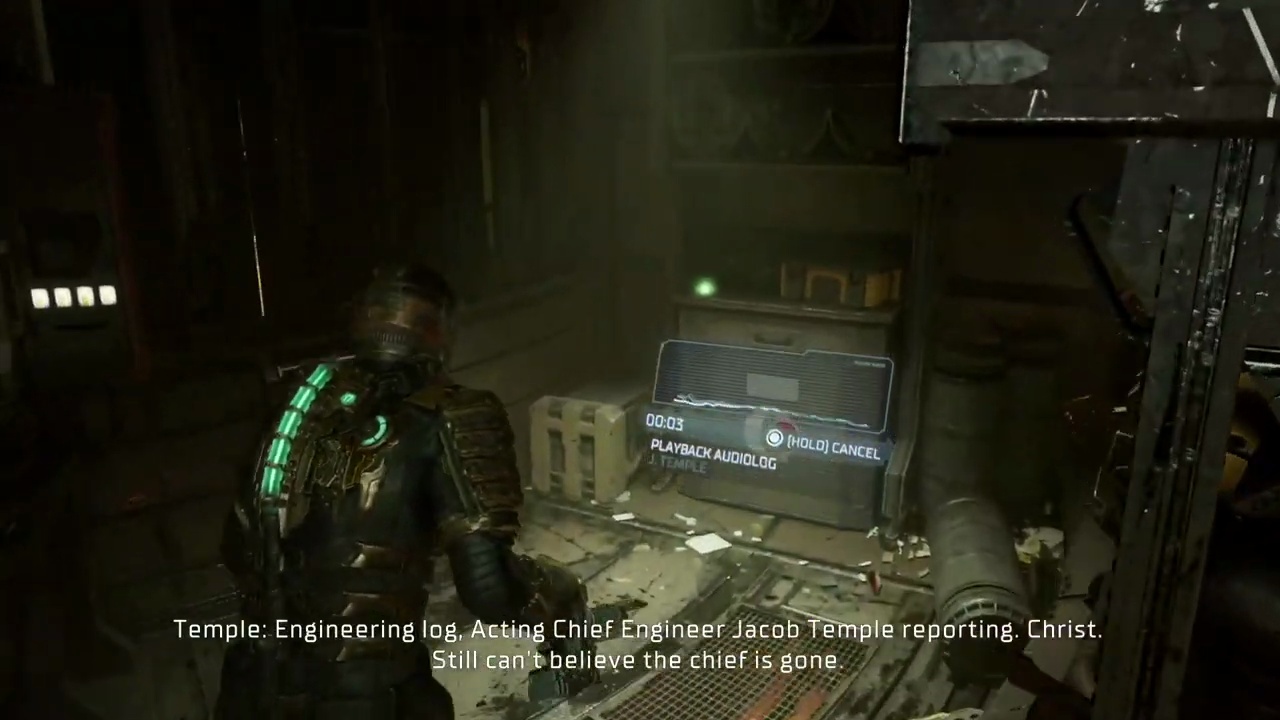 00:03
(HOLD) CANCEL
PLAYBACK AUDIOLOG
J. TEMPLE
Temple: Engineering log, Acting Chief Engineer Jacob Temple reporting. Christ.
Still can't believe the chief is gone.